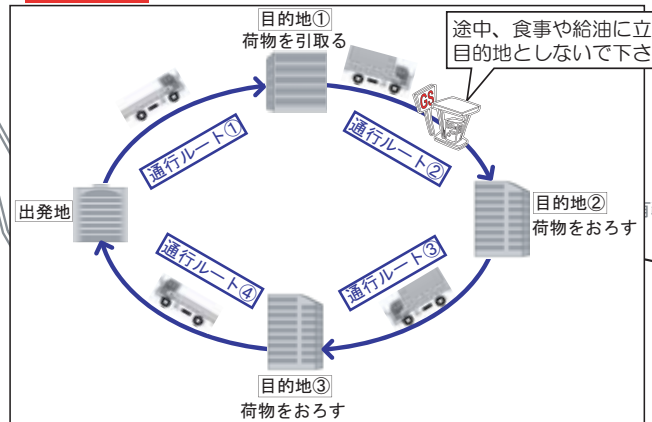 目的地①
荷物を引取る
途中、食事や給油に立
目的地としないで下さ
GS
通行ルート①
通行ルート②
出発地
目的地②
荷物をおろす
通行ルート④
通行ルート③
目的地③
荷物をおろす